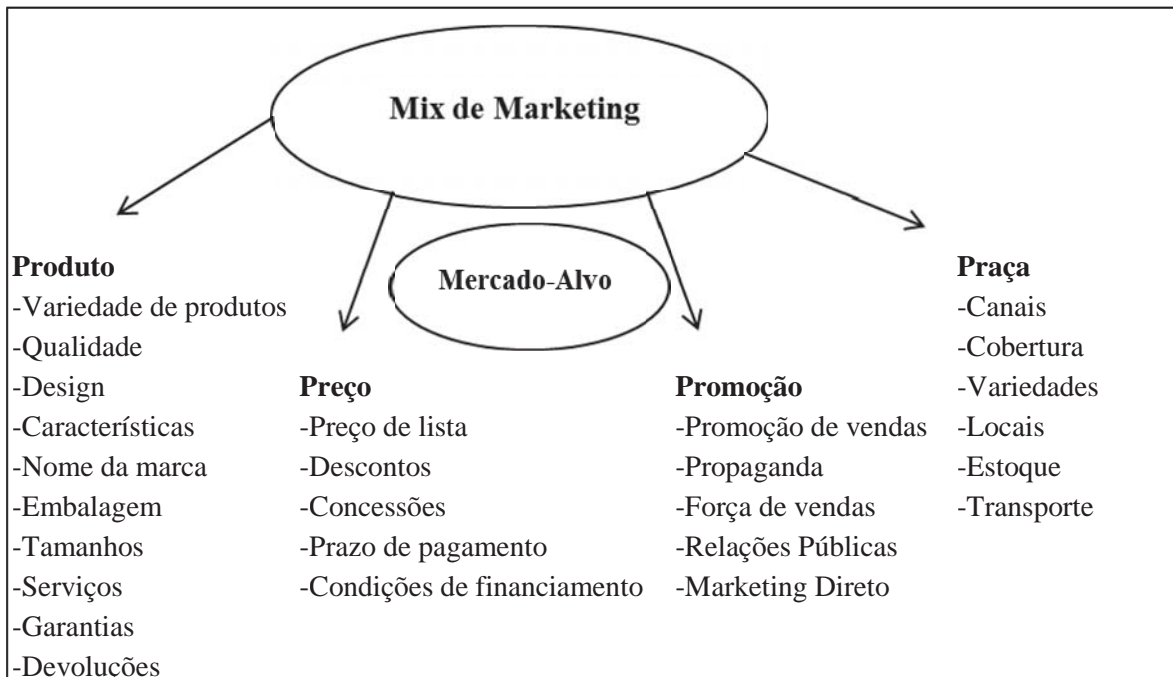 Mix de Marketing
Mercado-Alvo
Produto
-Variedade de produtos
-Qualidade
-Design
-Características
-Nome da marca
-Embalagem
-Tamanhos
-Serviços
-Garantias
-Devoluções
Preço
-Preço de lista
-Descontos
-Concessões
-Prazo de pagamento
-Condições de financiamento
Promoção
-Promoção de vendas
-Propaganda
-Força de vendas
-Relações Públicas
-Marketing Direto
Praça
-Canais
-Cobertura
-Variedades
-Locais
-Estoque
-Transporte